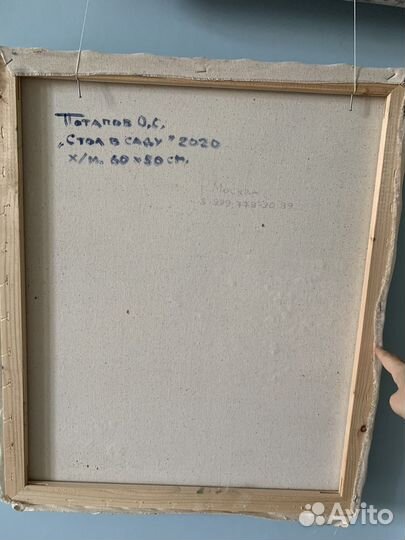 Потапов О.С.
„Стол в саду" 2020
х/м. 60 х 50 см.
Москва
Avito